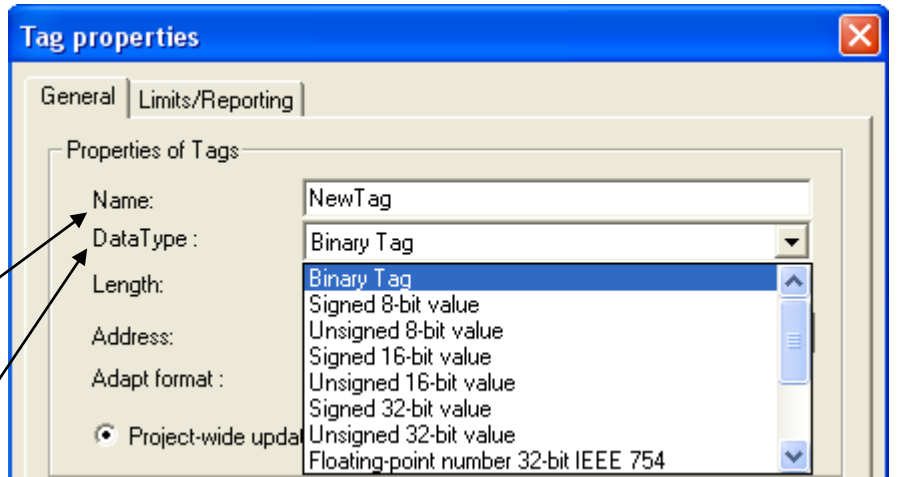 Tag properties
General
Limits/Reporting
Properties of Tags
Name:
NewTag
DataType :
Binary Tag
Length:
Binary Tag
Signed 8-bit value
Unsigned 8-bit value
Address:
Signed 16-bit value
Adapt format :
Unsigned 16-bit value
Signed 32-bit value
Project-wide updat
Unsigned 32-bit value
Floating-point number 32-bit IEEE 754